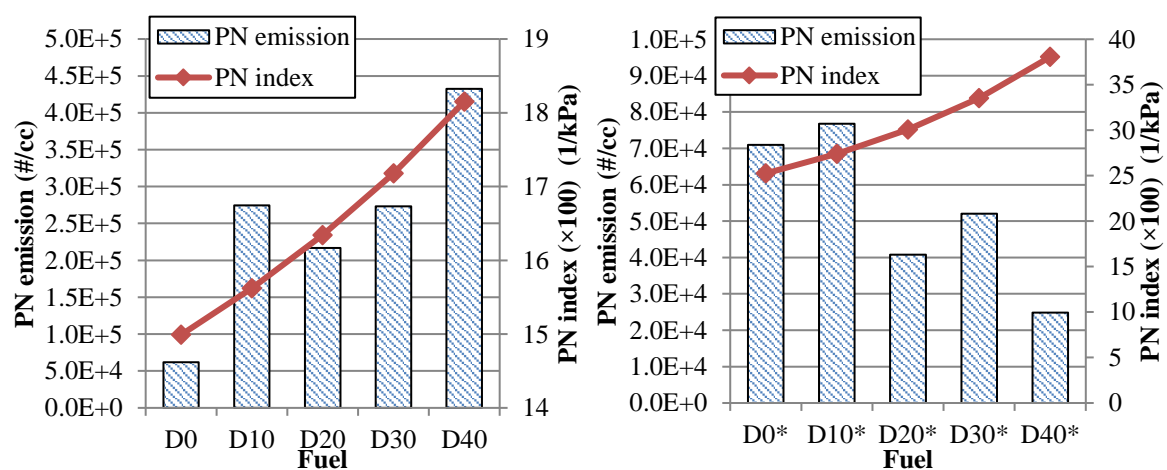 PN emission (#/cc)
5.0E+5
4.5E+5
4.0E+5
3.5E+5
3.0E+5
2.5E+5
2.0E+5
1.5E+5
1.0E+5
5.0E+4
0.0E+0
PN emission
PN index
19
18
17
16
15
14
PN index (×100) (1/kPa)
D0 D10 D20 D30 D40
Fuel
PN emission (#/cc)
1.0E+5
9.0E+4
8.0E+4
7.0E+4
6.0E+4
5.0E+4
4.0E+4
3.0E+4
2.0E+4
1.0E+4
0.0E+0
PN emission
PN index
40
35
30
25
20
15
10
5
0
PN index (×100) (1/kPa)
D0* D10* D20* D30* D40*
Fuel